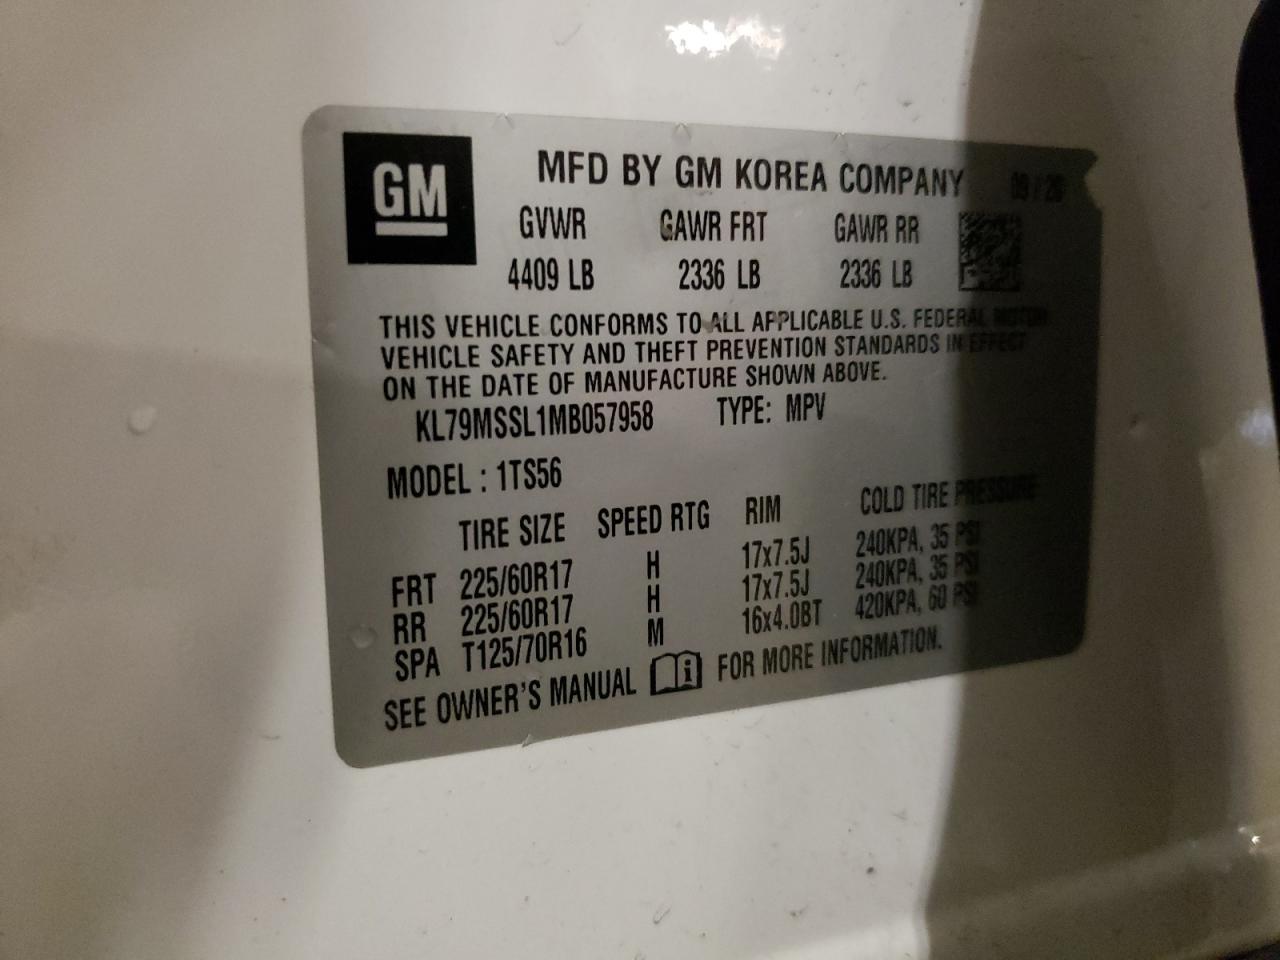 GM
MFD BY GM KOREA COMPANY 09/20
GVWR GAWR FRT GAWR RR
4409 LB 2336 LB 2336 LB
THIS VEHICLE CONFORMS TO ALL APPLICABLE U.S. FEDERAL MOTOR
VEHICLE SAFETY AND THEFT PREVENTION STANDARDS IN EFFECT
ON THE DATE OF MANUFACTURE SHOWN ABOVE.
KL79MSSL1MB057958 TYPE: MPV
MODEL : 1TS56
TIRE SIZE SPEED RTG RIM COLD TIRE PRESSURE
FRT 225/60R17 H 17x7.5J 240KPA, 35 PSI
RR 225/60R17 H 17x7.5J 240KPA, 35 PSI
SPA T125/70R16 M 16x4.0BT 420KPA, 60 PSI
SEE OWNER'S MANUAL i FOR MORE INFORMATION.